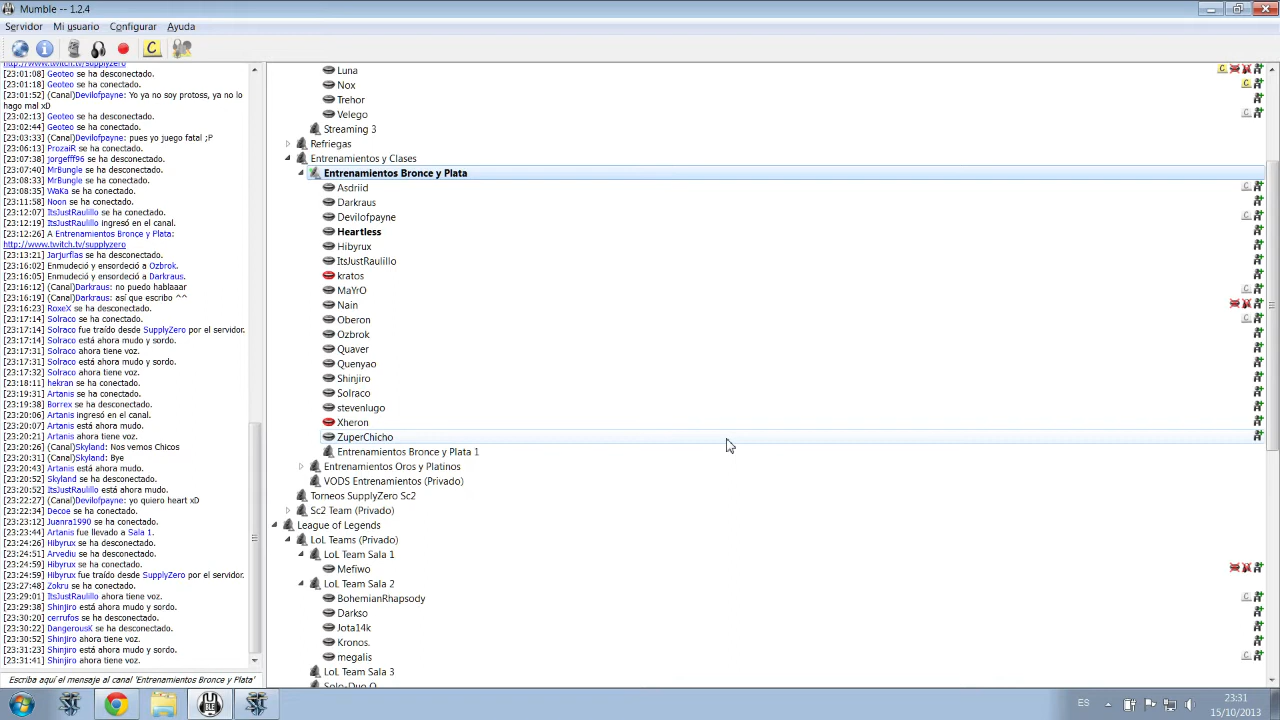 Mumble -- 1.2.4
Servidor Mi usuario Configurar Ayuda
http://www.twitch.tv/supplyzero
[23:01:08] Geoteo se ha desconectado.
[23:01:18] Geoteo se ha conectado.
[23:01:52] (Canal)Devilofpayne: Yo ya no soy protoss, ya no lo
hago mal xD
[23:02:13] Geoteo se ha desconectado.
[23:02:44] Geoteo se ha conectado.
[23:03:33] (Canal)Devilofpayne: pues yo juego fatal ;P
[23:06:13] ProzaiR se ha conectado.
[23:07:38] jorgefff96 se ha desconectado.
[23:07:40] MrBungle se ha desconectado.
[23:08:33] MrBungle se ha conectado.
[23:08:35] WaKa se ha conectado.
[23:11:58] Noon se ha conectado.
[23:12:07] ItsJustRaulillo se ha conectado.
[23:12:19] ItsJustRaulillo ingresó en el canal.
[23:12:26] A Entrenamientos Bronce y Plata:
http://www.twitch.tv/supplyzero
[23:13:21] Jarjurflas se ha desconectado.
[23:16:02] Enmudeció y ensordeció a Ozbrok.
[23:16:05] Enmudeció y ensordeció a Darkraus.
[23:16:12] (Canal)Darkraus: no puedo hablaaar
[23:16:19] (Canal)Darkraus: así que escribo ^^
[23:16:23] RoxeX se ha desconectado.
[23:17:14] Solraco se ha conectado.
[23:17:14] Solraco fue traído desde SupplyZero por el servidor.
[23:17:14] Solraco está ahora mudo y sordo.
[23:17:31] Solraco ahora tiene voz.
[23:17:31] Solraco está ahora mudo y sordo.
[23:17:32] Solraco ahora tiene voz.
[23:18:11] hekran se ha conectado.
[23:19:31] Artanis se ha conectado.
[23:19:38] Borrex se ha desconectado.
[23:20:06] Artanis ingresó en el canal.
[23:20:07] Artanis está ahora mudo.
[23:20:21] Artanis ahora tiene voz.
[23:20:26] (Canal)Skyland: Nos vemos Chicos
[23:20:31] (Canal)Skyland: Bye
[23:20:43] Artanis está ahora mudo.
[23:20:52] Skyland se ha desconectado.
[23:20:52] ItsJustRaulillo está ahora mudo.
[23:22:27] (Canal)Devilofpayne: yo quiero heart xD
[23:22:34] Decoe se ha conectado.
[23:23:12] Juanra1990 se ha conectado.
[23:23:44] Artanis fue llevado a Sala 1.
[23:24:26] Hibyrux se ha desconectado.
[23:24:51] Arvediu se ha desconectado.
[23:24:59] Hibyrux se ha conectado.
[23:24:59] Hibyrux fue traído desde SupplyZero por el servidor.
[23:27:48] Zokru se ha conectado.
[23:29:01] ItsJustRaulillo ahora tiene voz.
[23:29:38] Shinjiro está ahora mudo y sordo.
[23:30:20] cerrufos se ha desconectado.
[23:30:22] DangerousK se ha desconectado.
[23:30:52] Shinjiro ahora tiene voz.
[23:31:23] Shinjiro está ahora mudo y sordo.
[23:31:41] Shinjiro ahora tiene voz.
Escriba aquí el mensaje al canal 'Entrenamientos Bronce y Plata'
Luna
Nox
Trehor
Velego
Streaming 3
Refriegas
Entrenamientos y Clases
Entrenamientos Bronce y Plata
Asdriid
Darkraus
Devilofpayne
Heartless
Hibyrux
ItsJustRaulillo
kratos
MaYrO
Nain
Oberon
Ozbrok
Quaver
Quenyao
Shinjiro
Solraco
stevenlugo
Xheron
ZuperChicho
Entrenamientos Bronce y Plata 1
Entrenamientos Oros y Platinos
VODS Entrenamientos (Privado)
Torneos SupplyZero Sc2
Sc2 Team (Privado)
League of Legends
LoL Teams (Privado)
LoL Team Sala 1
Mefiwo
LoL Team Sala 2
BohemianRhapsody
Darkso
Jota14k
Kronos.
megalis
LoL Team Sala 3
Solo-Duo Q
ES
23:31
15/10/2013